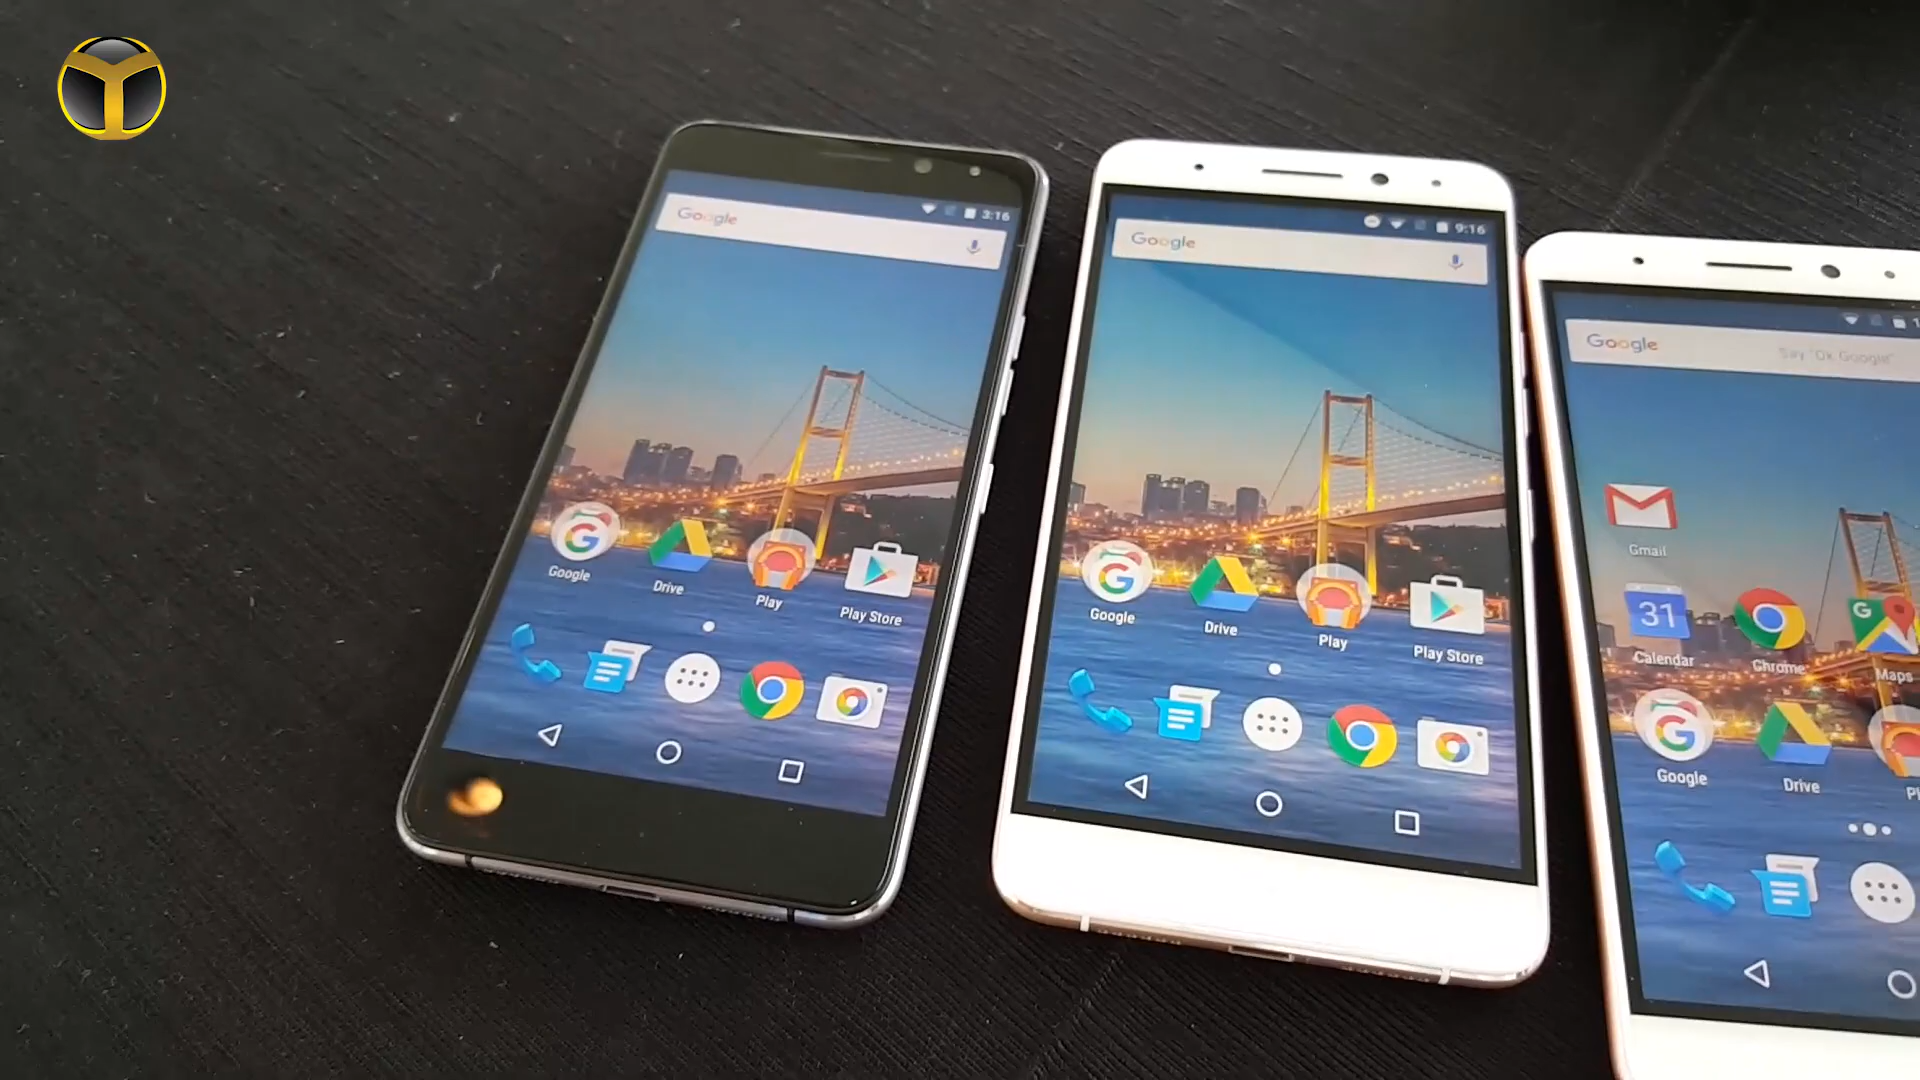 Google
3:16
Google
Drive
Play
Play Store
Google
9:16
Google
Drive
Play
Play Store
Google
Say "Ok Google"
Gmail
31
Calendar
Chrome
G
Maps
Google
Drive